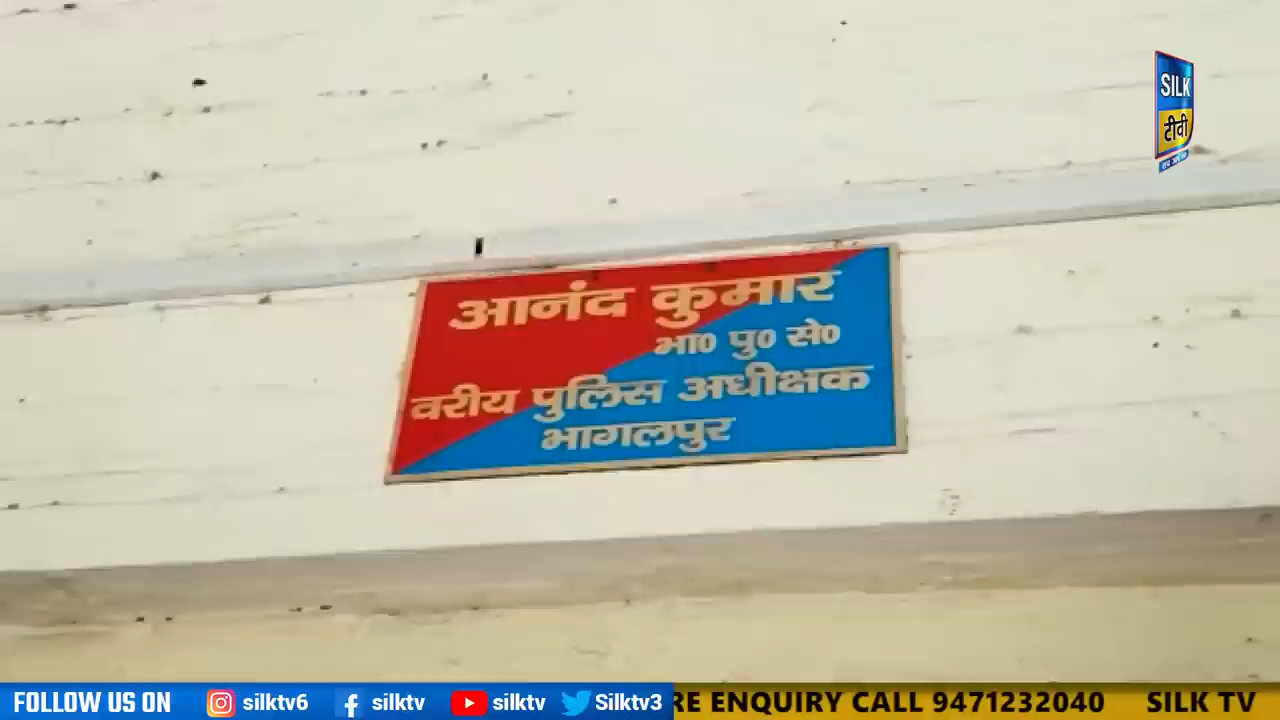 SILK
टीवी
आनंद कुमार
भा0 पु0 से0
वरीय पुलिस अधीक्षक
भागलपुर
FOLLOW US ON silktv6 silktv silktv Silktv3 RE ENQUIRY CALL 9471232040 SILK TV